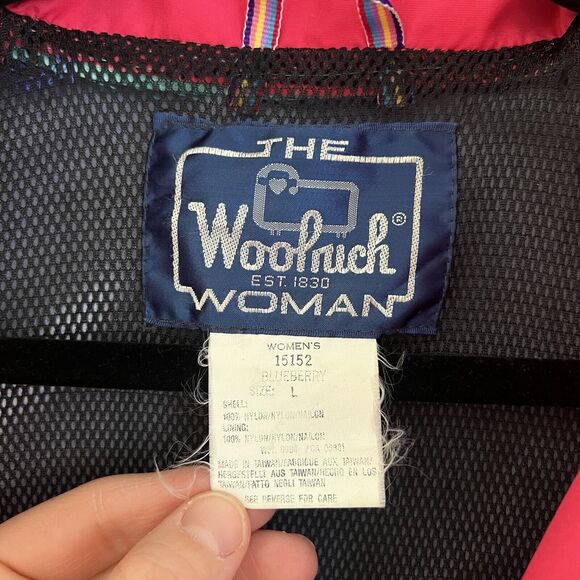 THE
Woolrich®
EST. 1830
WOMAN
WOMEN'S
15152
BLUEBERRY
SIZE: L
SHELL:
100% NYLON/NYLON/NAILON
LINING:
100% NYLON/NYLON/NAILON
MADE IN TAIWAN/FABRIQUE AUX TAIWAN/
HERGESTELLT AUS TAIWAN/HECHO EN LOS
TAIWAN/FATTO NEGLI TAIWAN
REVERSE FOR CARE